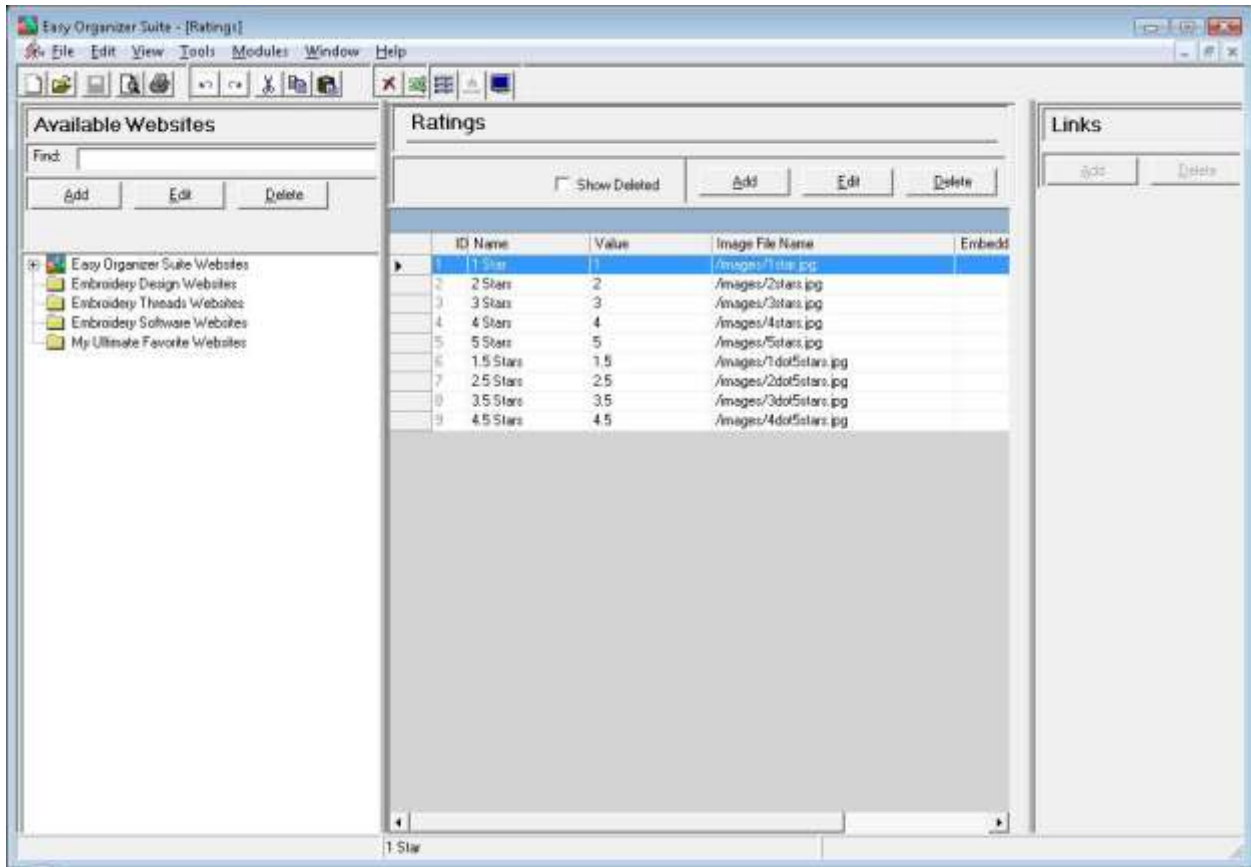 Easy Organizer Suite - [Ratings]
File Edit View Tools Modules Window Help
Available Websites
Find:
Add Edit Delete
Easy Organizer Suite Websites
Embroidery Design Websites
Embroidery Threads Websites
Embroidery Software Websites
My Ultimate Favorite Websites
Ratings
Show Deleted Add Edit Delete
ID Name Value Image File Name Embedd
1 1 Star 1 /images/1star.jpg
2 2 Stars 2 /images/2stars.jpg
3 3 Stars 3 /images/3stars.jpg
4 4 Stars 4 /images/4stars.jpg
5 5 Stars 5 /images/5stars.jpg
6 1.5 Stars 1.5 /images/1dot5stars.jpg
7 2.5 Stars 2.5 /images/2dot5stars.jpg
8 3.5 Stars 3.5 /images/3dot5stars.jpg
9 4.5 Stars 4.5 /images/4dot5stars.jpg
Links
Add Delete
1 Star